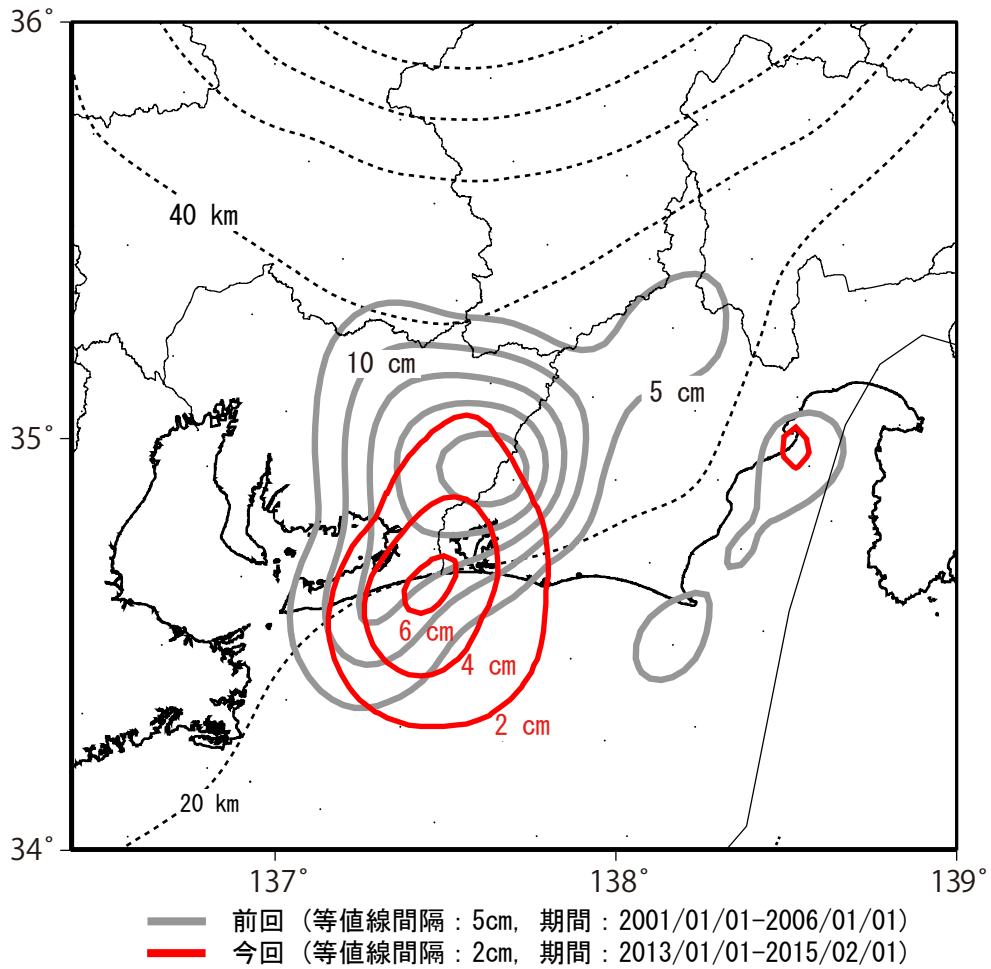 36°
40 km
10 cm
5 cm
35°
6 cm
4 cm
2 cm
20 km
34°
137°
138°
139°
前回 (等値線間隔：5cm, 期間：2001/01/01-2006/01/01)
今回 (等値線間隔：2cm, 期間：2013/01/01-2015/02/01)